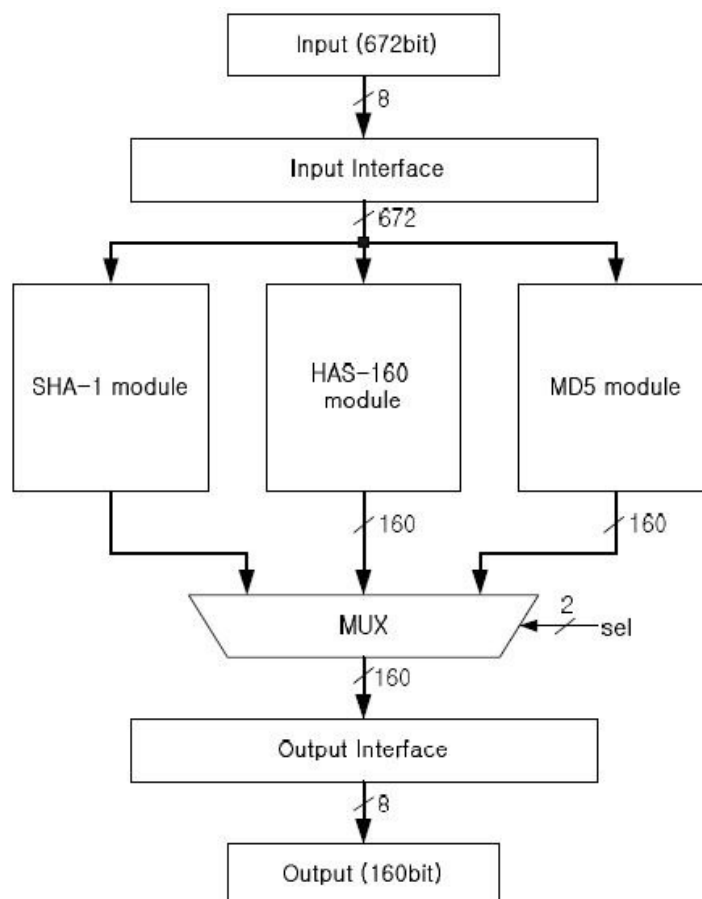 Input (672bit)
8
Input Interface
672
SHA-1 module
HAS-160
module
MD5 module
160
160
MUX
2
sel
160
Output Interface
8
Output (160bit)